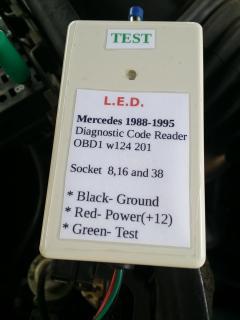 TEST
L.E.D.
Mercedes 1988-1995
Diagnostic Code Reader
OBD1 w124 201
Socket 8,16 and 38
* Black- Ground
* Red- Power(+12)
* Green- Test